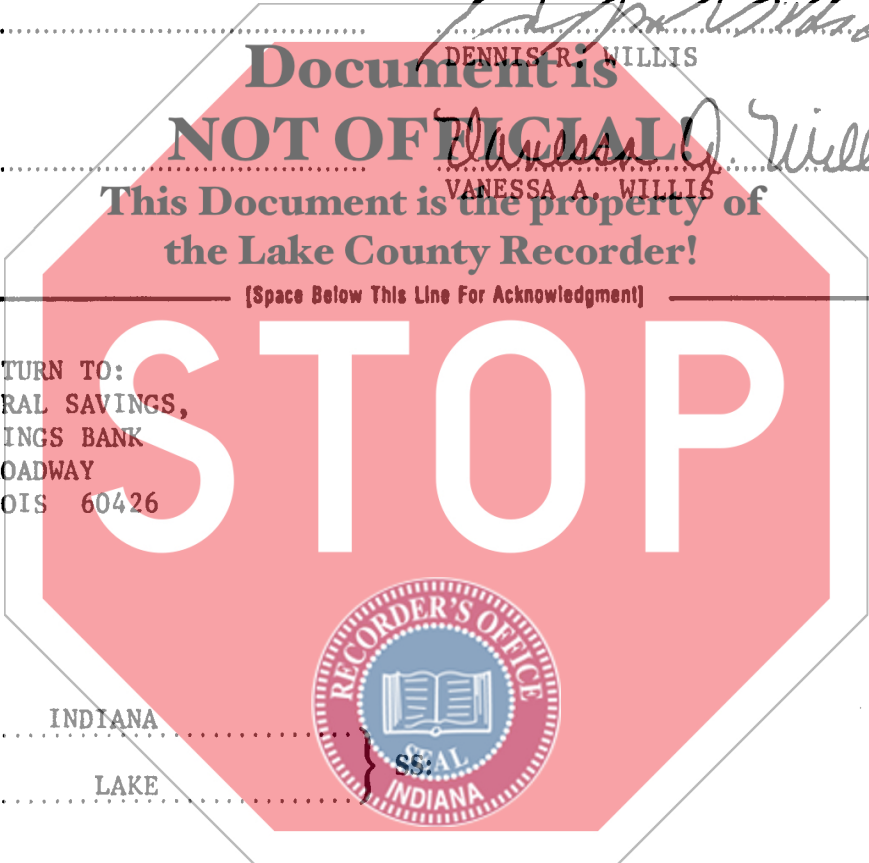 DENNIS R. WILLIS
Document is
NOT OFFICIAL!
Vanessa A. Willi
VANESSA A. WILLIS
This Document is the property of
the Lake County Recorder!
[Space Below This Line For Acknowledgment]
STOP
TURN TO:
RAL SAVINGS,
INGS BANK
OADWAY
OIS 60426
RECORDER'S OFFICE
SEAL
INDIANA
INDIANA
SS:
LAKE